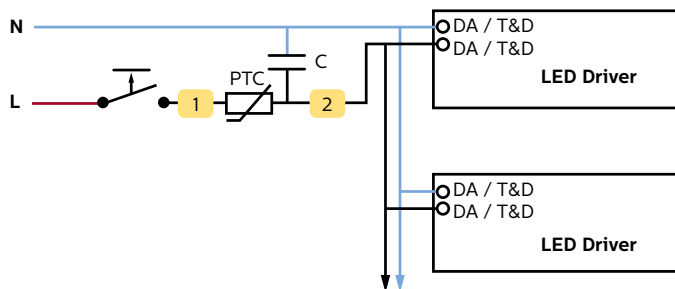 N
DA / T&D
DA / T&D
LED Driver
C
PTC
L
1
2
DA / T&D
DA / T&D
LED Driver